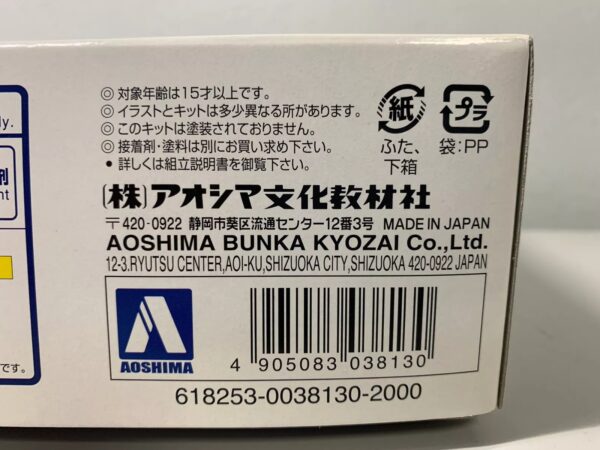 ◎ 対象年齢は15才以上です。
◎ イラストとキットは多少異なる所があります。
◎ このキットは塗装されておりません。
◎ 接着剤・塗料は別にお買い求め下さい。
● 詳しくは組立説明書を御覧下さい。
紙
ふた、
下箱
プラ
袋:PP
(株)アオシマ文化教材社
〒420-0922 静岡市葵区流通センター12番3号 MADE IN JAPAN
AOSHIMA BUNKA KYOZAI Co.,Ltd.
12-3.RYUTSU CENTER,AOI-KU,SHIZUOKA CITY,SHIZUOKA 420-0922 JAPAN
AOSHIMA
4 905083 038130
618253-0038130-2000
ly.
剤
nt
です。